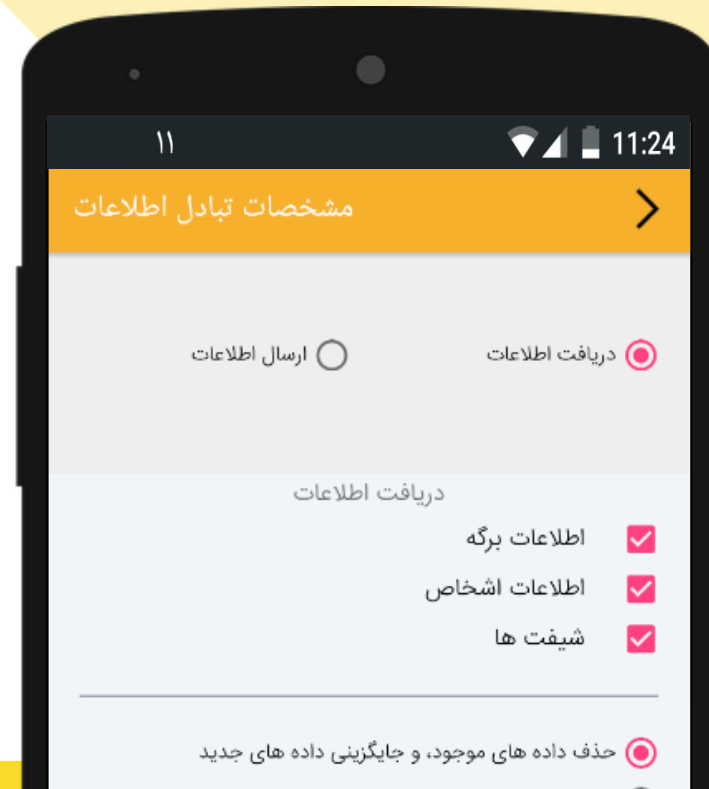 ۱۱ 11:24
مشخصات تبادل اطلاعات
دریافت اطلاعات ارسال اطلاعات
دریافت اطلاعات
اطلاعات برگه
اطلاعات اشخاص
شیفت ها
حذف داده های موجود، و جایگزینی داده های جدید